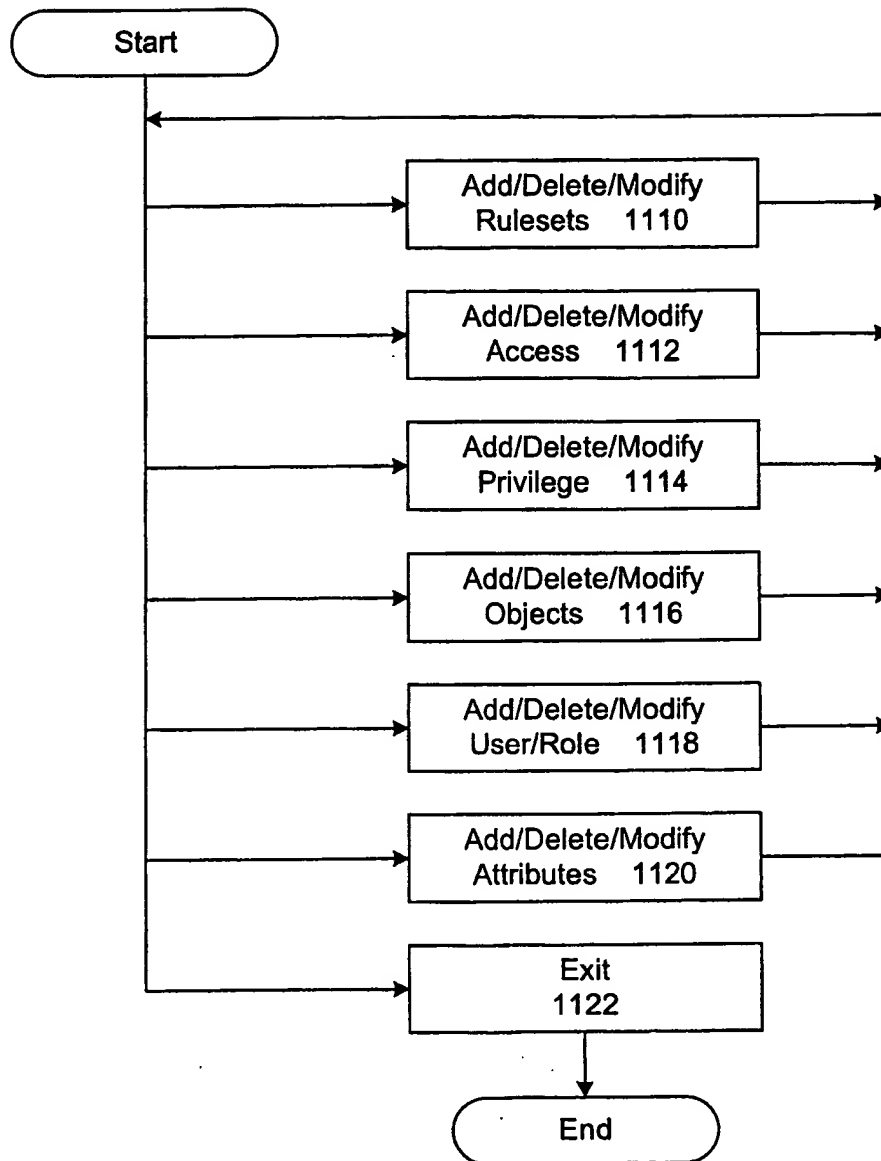 Start
Add/Delete/Modify
Rulesets 1110
Add/Delete/Modify
Access 1112
Add/Delete/Modify
Privilege 1114
Add/Delete/Modify
Objects 1116
Add/Delete/Modify
User/Role 1118
Add/Delete/Modify
Attributes 1120
Exit
1122
End